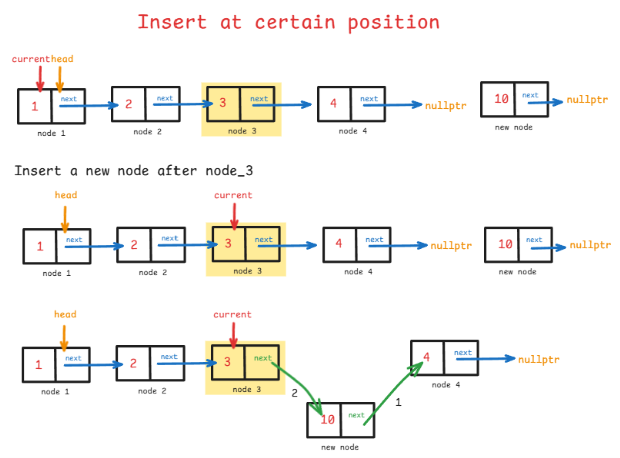 Insert at certain position
current head
1 next 2 next 3 next 4 next nullptr 10 next nullptr
node 1 node 2 node 3 node 4 new node
Insert a new node after node_3
head current
1 next 2 next 3 next 4 next nullptr 10 next nullptr
node 1 node 2 node 3 node 4 new node
head current
1 next 2 next 3 next 4 next nullptr
node 1 node 2 node 3 node 4
2 1
10 next
new node